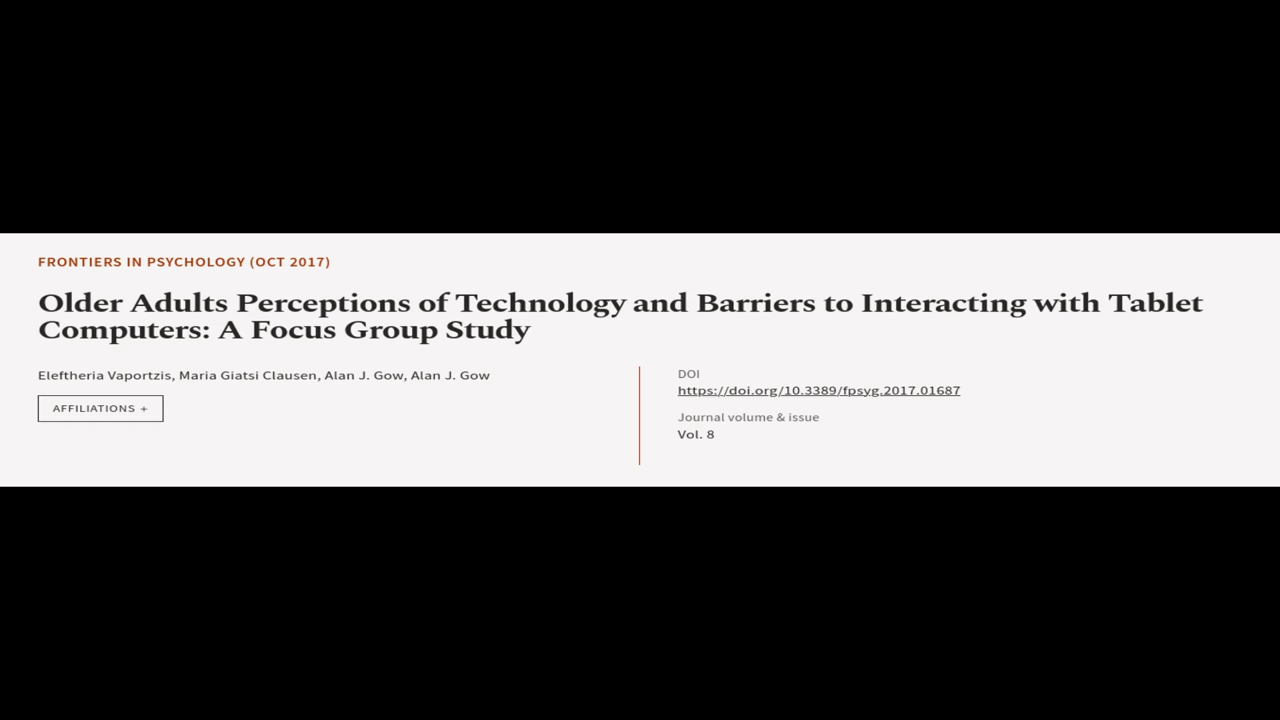 FRONTIERS IN PSYCHOLOGY (OCT 2017)
Older Adults Perceptions of Technology and Barriers to Interacting with Tablet
Computers: A Focus Group Study
Eleftheria Vaportzis, Maria Giatsi Clausen, Alan J. Gow, Alan J. Gow
AFFILIATIONS +
DOI
https://doi.org/10.3389/fpsyg.2017.01687
Journal volume & issue
Vol. 8